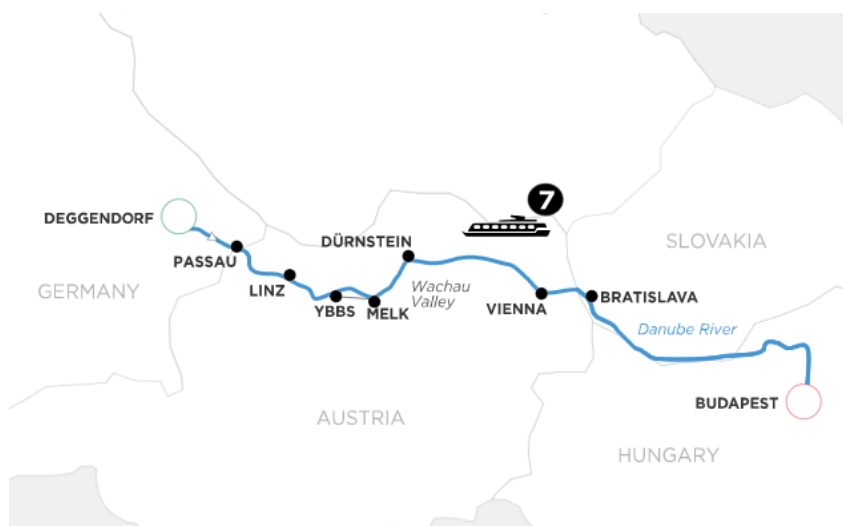 7
DEGGENDORF
PASSAU
DÜRNSTEIN
SLOVAKIA
GERMANY
LINZ
YBBS
MELK
Wachau
Valley
VIENNA
BRATISLAVA
Danube River
BUDAPEST
AUSTRIA
HUNGARY